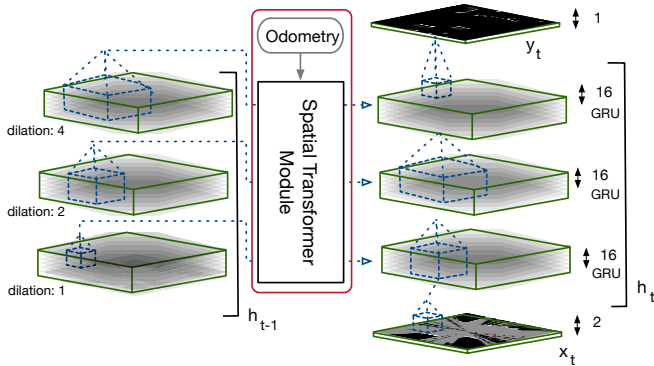 Odometry
Spatial Transformer
Module
dilation: 4
dilation: 2
dilation: 1
h t-1
y t
1
16
GRU
16
GRU
16
GRU
h t
2
x t